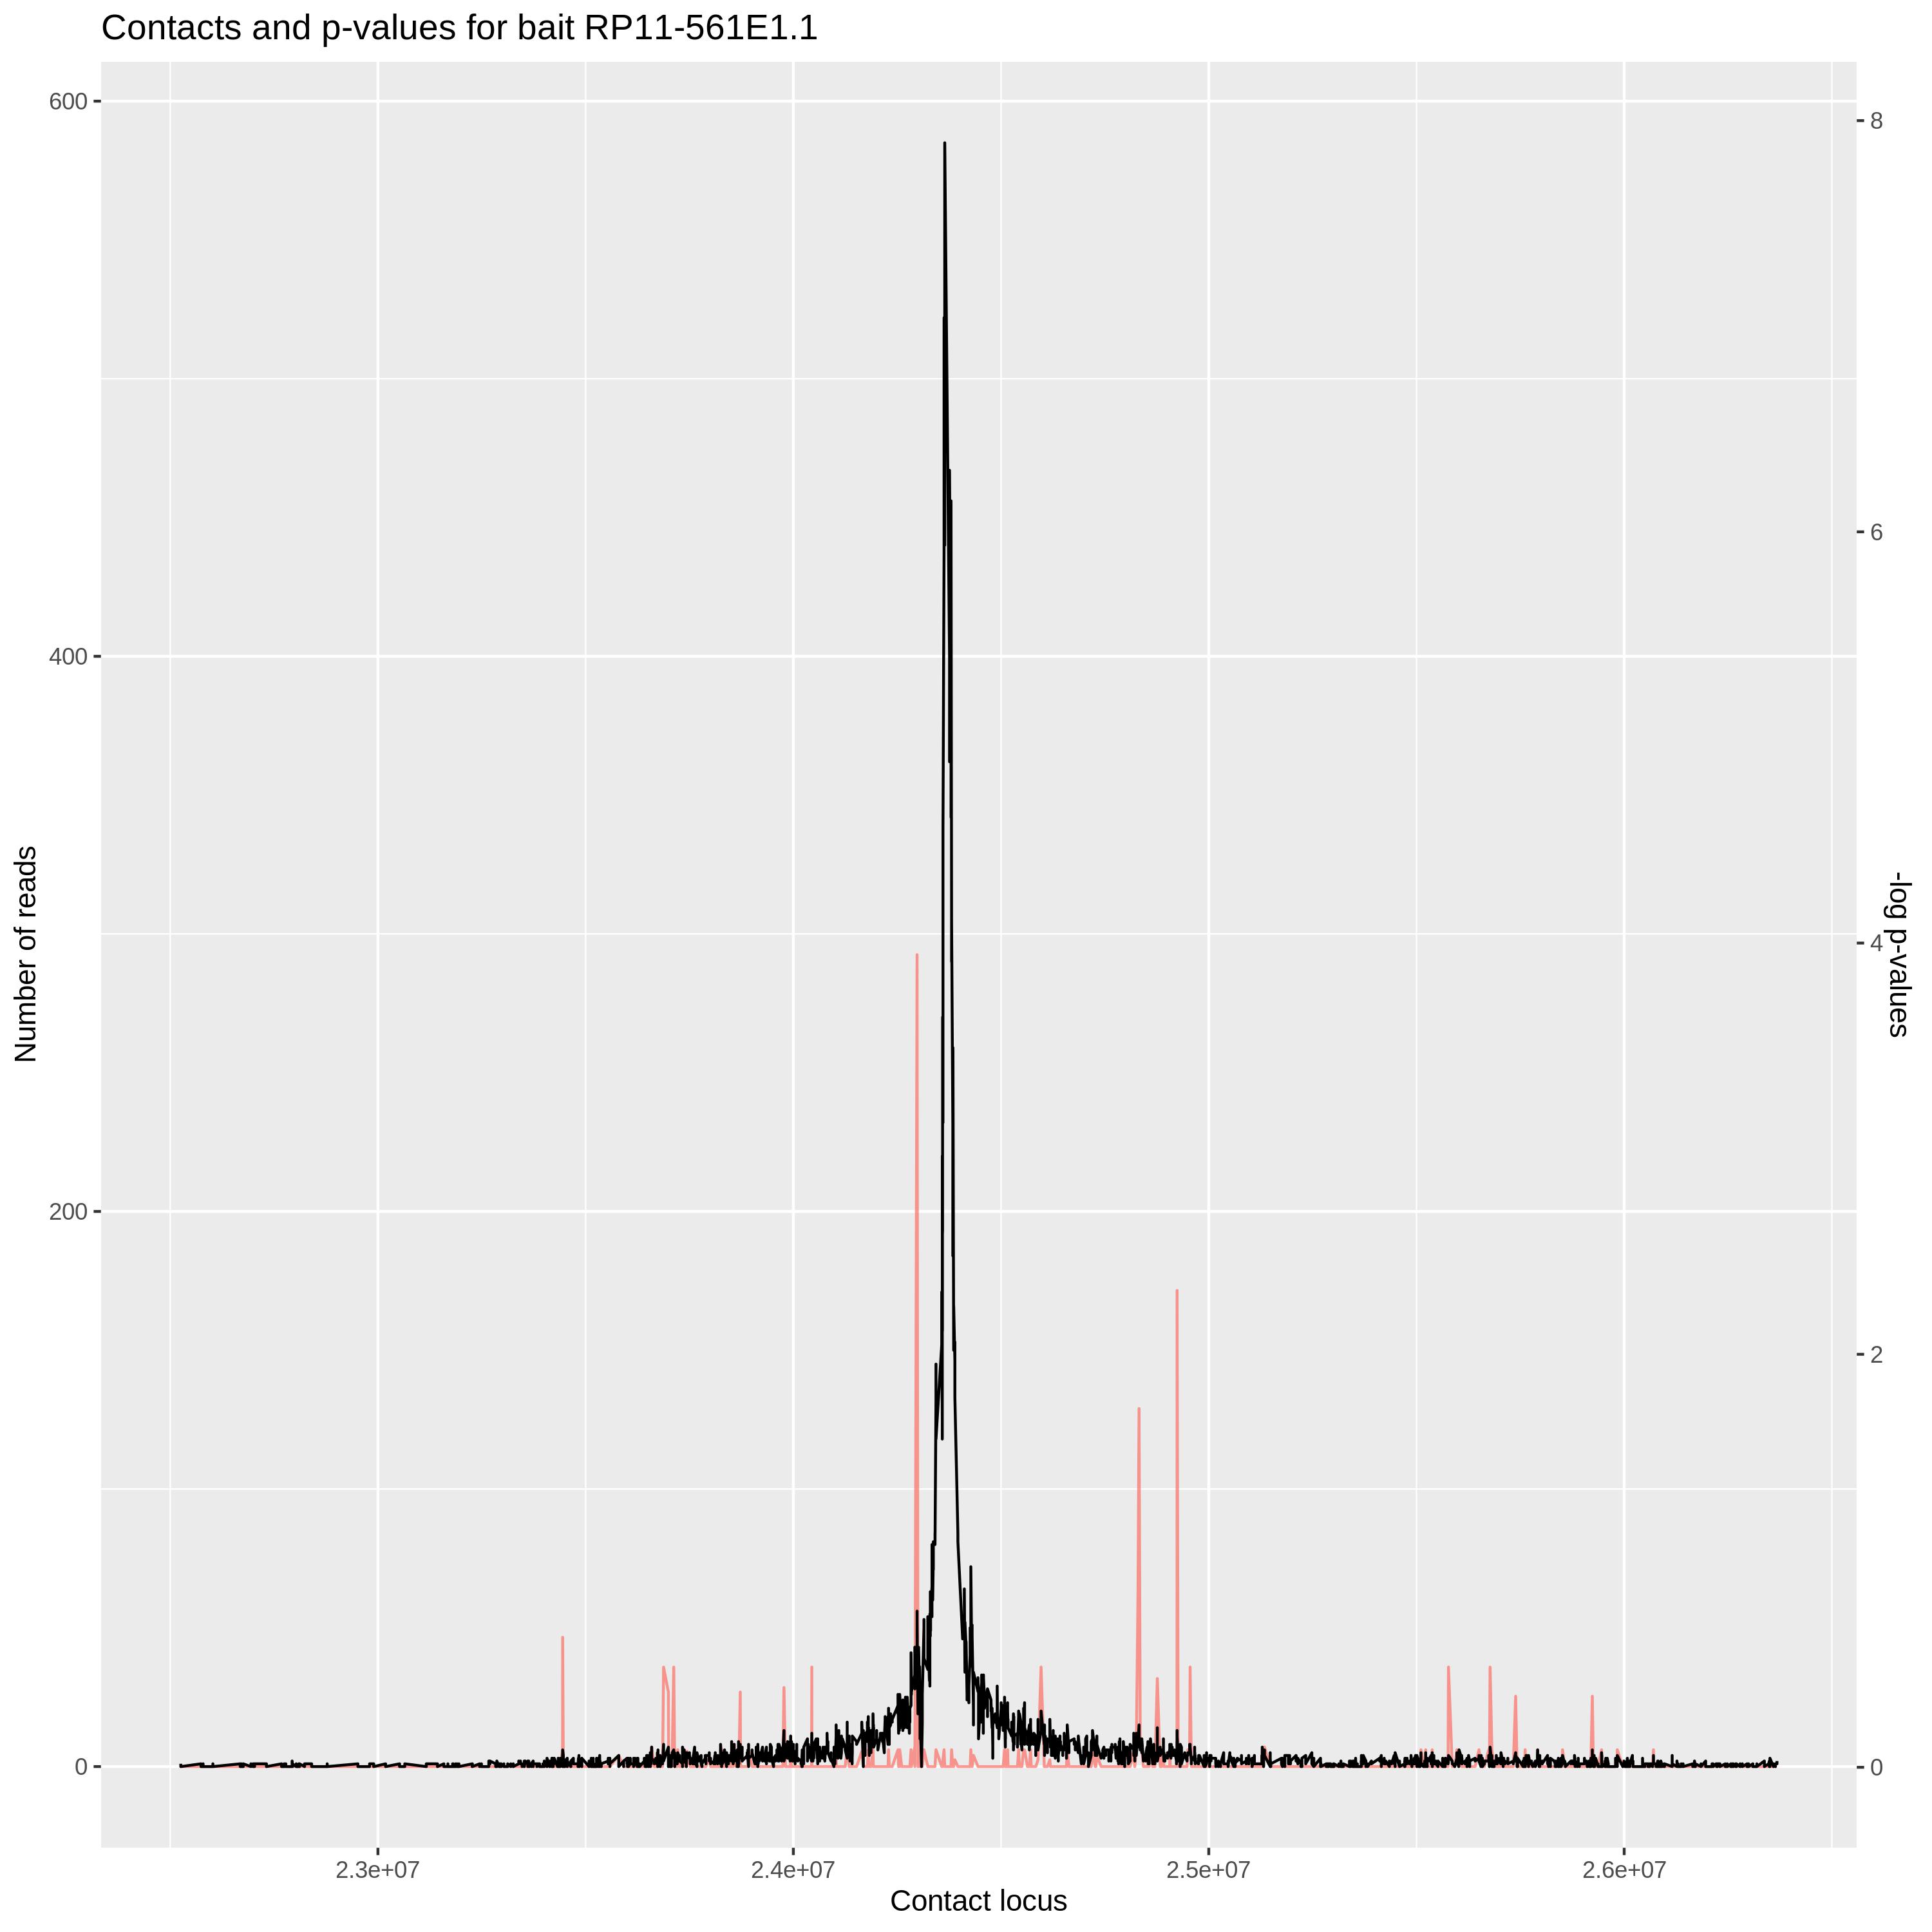 Contacts and p-values for bait RP11-561E1.1
600
400
200
0
Number of reads
8
6
4
2
0
-log p-values
2.3e+07
2.4e+07
2.5e+07
2.6e+07
Contact locus